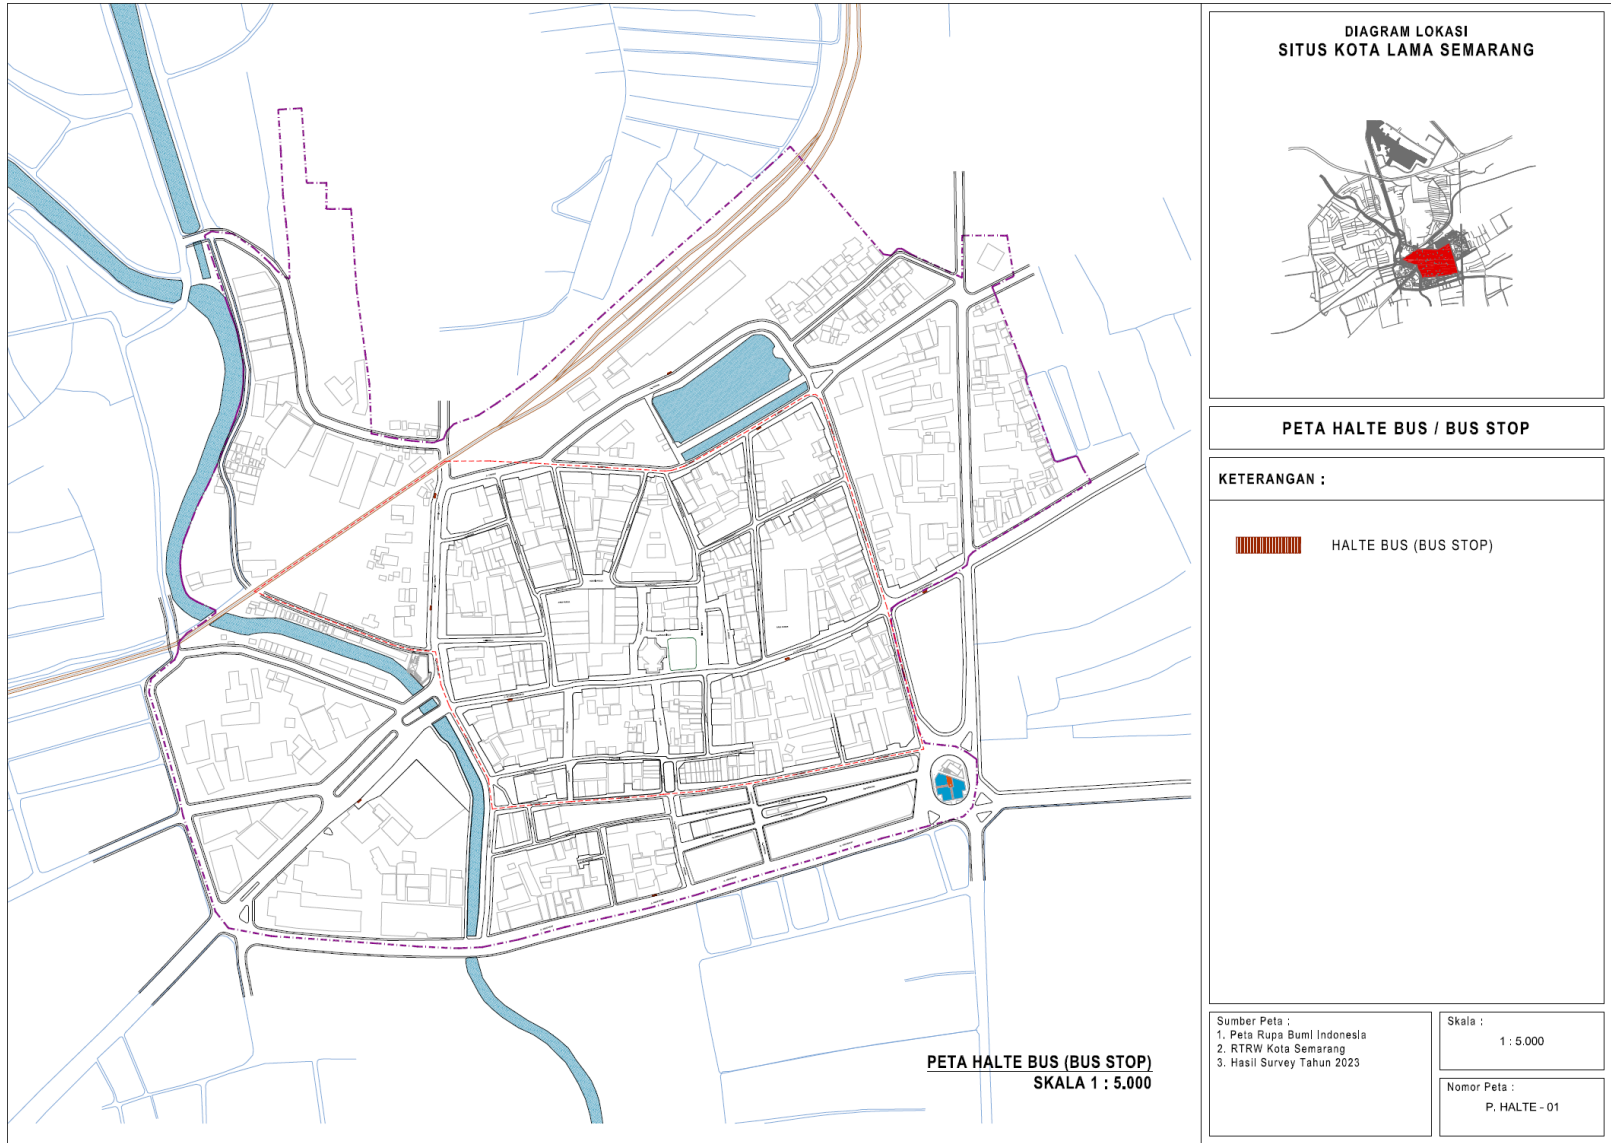 DIAGRAM LOKASI
SITUS KOTA LAMA SEMARANG
PETA HALTE BUS / BUS STOP
KETERANGAN :
HALTE BUS (BUS STOP)
PETA HALTE BUS (BUS STOP)
SKALA 1 : 5.000
Sumber Peta :
1. Peta Rupa Bumi Indonesia
2. RTRW Kota Semarang
3. Hasil Survey Tahun 2023
Skala :
1 : 5.000
Nomor Peta :
P. HALTE - 01